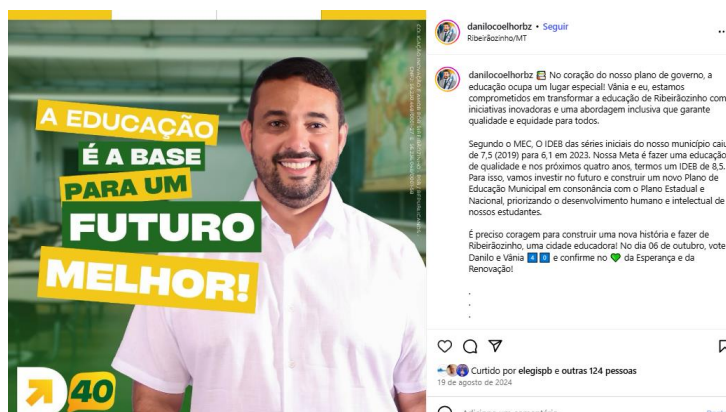 A EDUCAÇÃO
É A BASE
PARA UM
FUTURO
MELHOR!
40
danilocoelhorbz • Seguir
Ribeirãozinho/MT
danilocoelhorbz No coração do nosso plano de governo, a
educação ocupa um lugar especial! Vânia e eu, estamos
comprometidos em transformar a educação de Ribeirãozinho com
iniciativas inovadoras e uma abordagem inclusiva que garante
qualidade e equidade para todos.
Segundo o MEC, O IDEB das séries iniciais do nosso município caiu
de 7,5 (2019) para 6,1 em 2023. Nossa Meta é fazer uma educação
de qualidade e nos próximos quatro anos, termos um IDEB de 8,5.
Para isso, vamos investir no futuro e construir um novo Plano de
Educação Municipal em consonância com o Plano Estadual e
Nacional, priorizando o desenvolvimento humano e intelectual de
nossos estudantes.
É preciso coragem para construir uma nova história e fazer de
Ribeirãozinho, uma cidade educadora! No dia 06 de outubro, vote
Danilo e Vânia 4 0 e confirme no 💚 da Esperança e da
Renovação!
.
.
.
Curtido por elegispb e outras 124 pessoas
19 de agosto de 2024